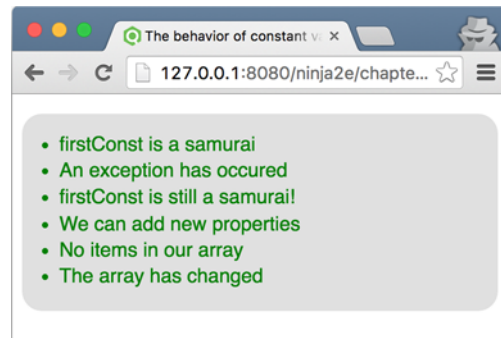 The behavior of constant va
127.0.0.1:8080/ninja2e/chapte...
firstConst is a samurai
An exception has occured
firstConst is still a samurai!
We can add new properties
No items in our array
The array has changed